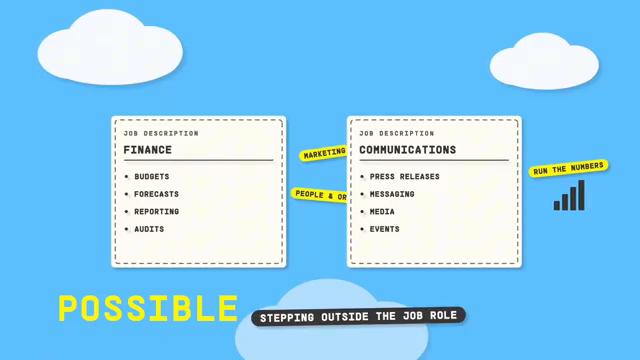 JOB DESCRIPTION
FINANCE
• BUDGETS
• FORECASTS
• REPORTING
• AUDITS
MARKETING
PEOPLE & OR
JOB DESCRIPTION
COMMUNICATIONS
• PRESS RELEASES
• MESSAGING
• MEDIA
• EVENTS
RUN THE NUMBERS
POSSIBLE
STEPPING OUTSIDE THE JOB ROLE